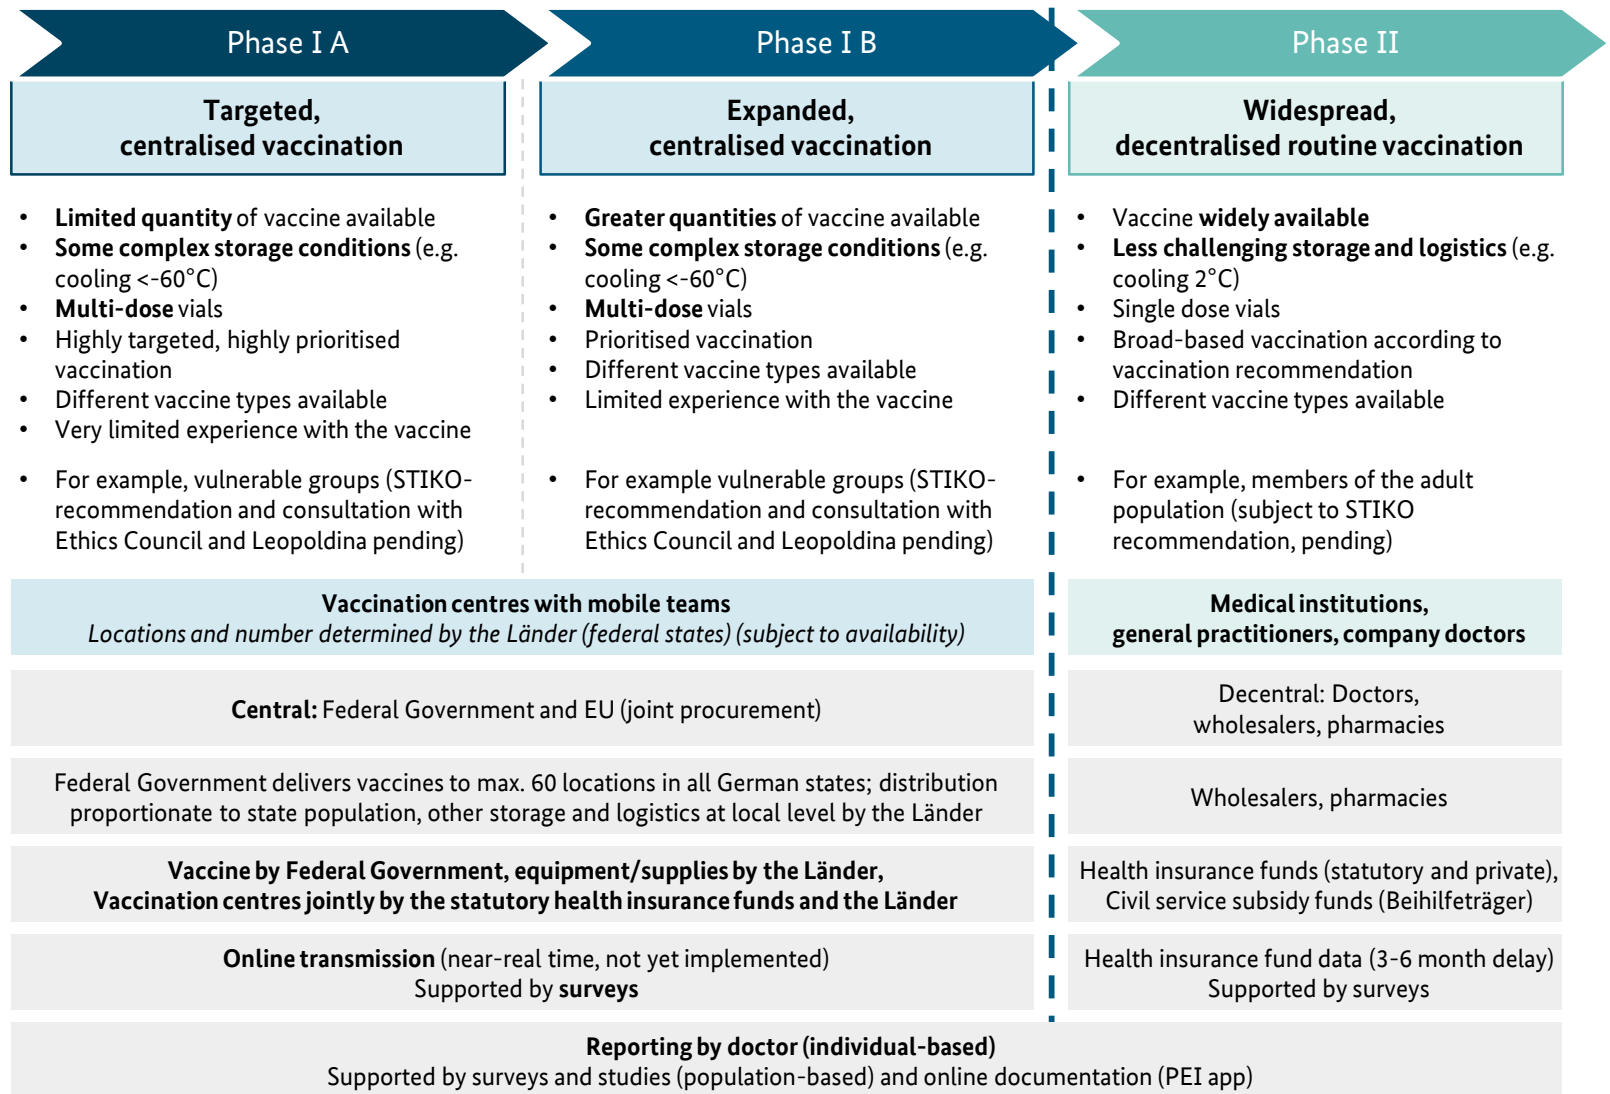 Phase I A
Phase I B
Phase II
Targeted,
centralised vaccination
Expanded,
centralised vaccination
Widespread,
decentralised routine vaccination
• Limited quantity of vaccine available
• Some complex storage conditions (e.g.
cooling <-60°C)
• Multi-dose vials
• Highly targeted, highly prioritised
vaccination
• Different vaccine types available
• Very limited experience with the vaccine
• For example, vulnerable groups (STIKO-
recommendation and consultation with
Ethics Council and Leopoldina pending)
• Greater quantities of vaccine available
• Some complex storage conditions (e.g.
cooling <-60°C)
• Multi-dose vials
• Prioritised vaccination
• Different vaccine types available
• Limited experience with the vaccine
• For example vulnerable groups (STIKO-
recommendation and consultation with
Ethics Council and Leopoldina pending)
• Vaccine widely available
• Less challenging storage and logistics (e.g.
cooling 2°C)
• Single dose vials
• Broad-based vaccination according to
vaccination recommendation
• Different vaccine types available
• For example, members of the adult
population (subject to STIKO
recommendation, pending)
Vaccination centres with mobile teams
Locations and number determined by the Länder (federal states) (subject to availability)
Medical institutions,
general practitioners, company doctors
Central: Federal Government and EU (joint procurement)
Decentral: Doctors,
wholesalers, pharmacies
Federal Government delivers vaccines to max. 60 locations in all German states; distribution
proportionate to state population, other storage and logistics at local level by the Länder
Wholesalers, pharmacies
Vaccine by Federal Government, equipment/supplies by the Länder,
Vaccination centres jointly by the statutory health insurance funds and the Länder
Health insurance funds (statutory and private),
Civil service subsidy funds (Beihilfeträger)
Online transmission (near-real time, not yet implemented)
Supported by surveys
Health insurance fund data (3-6 month delay)
Supported by surveys
Reporting by doctor (individual-based)
Supported by surveys and studies (population-based) and online documentation (PEI app)